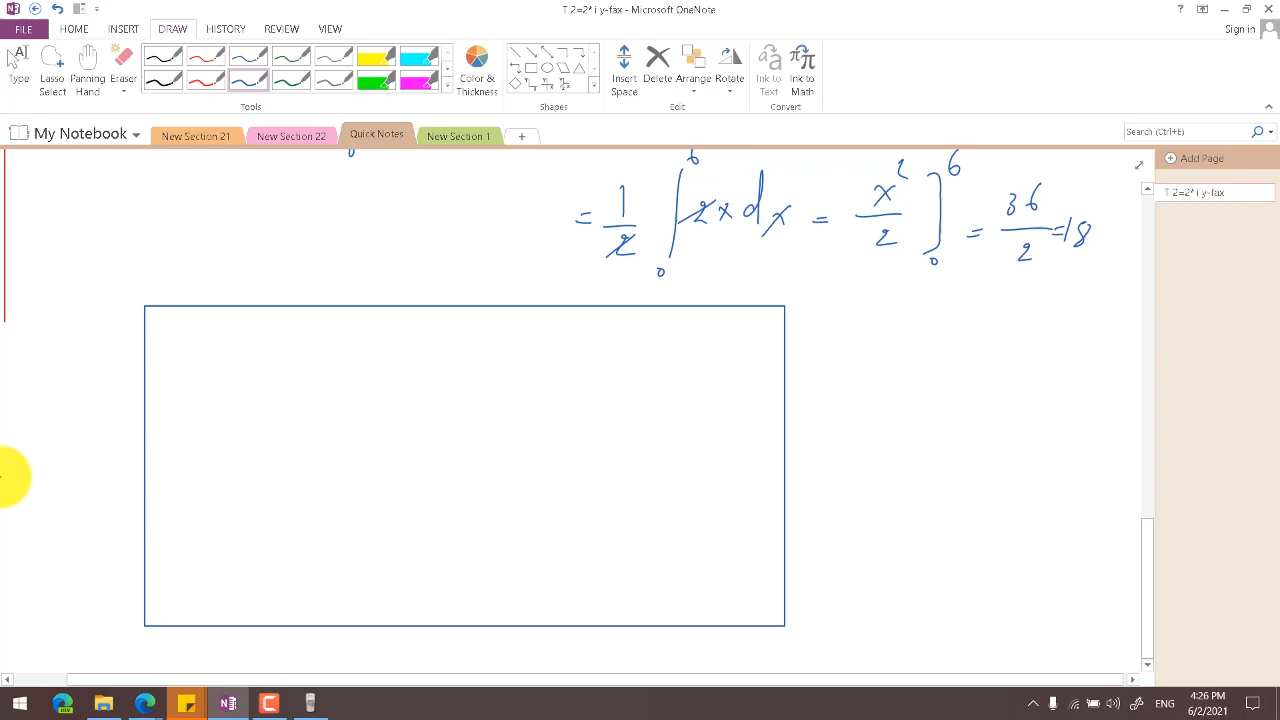 T 2=2* i y-fax - Microsoft OneNote
FILE HOME INSERT DRAW HISTORY REVIEW VIEW
Sign in
Type Lasso Select Panning Hand Eraser
Color & Thickness
Insert Space Delete Arrange Rotate
Ink to Text Ink to Math
Tools Shapes Edit Convert
My Notebook New Section 21 New Section 22 Quick Notes New Section 1 +
Search (Ctrl+E)
Add Page
T 2=2* i y-fax
= 1/2 ∫₀⁶ 2x dx = x²/2 ]₀⁶ = 36/2 = 18
ENG
4:26 PM
6/2/2021